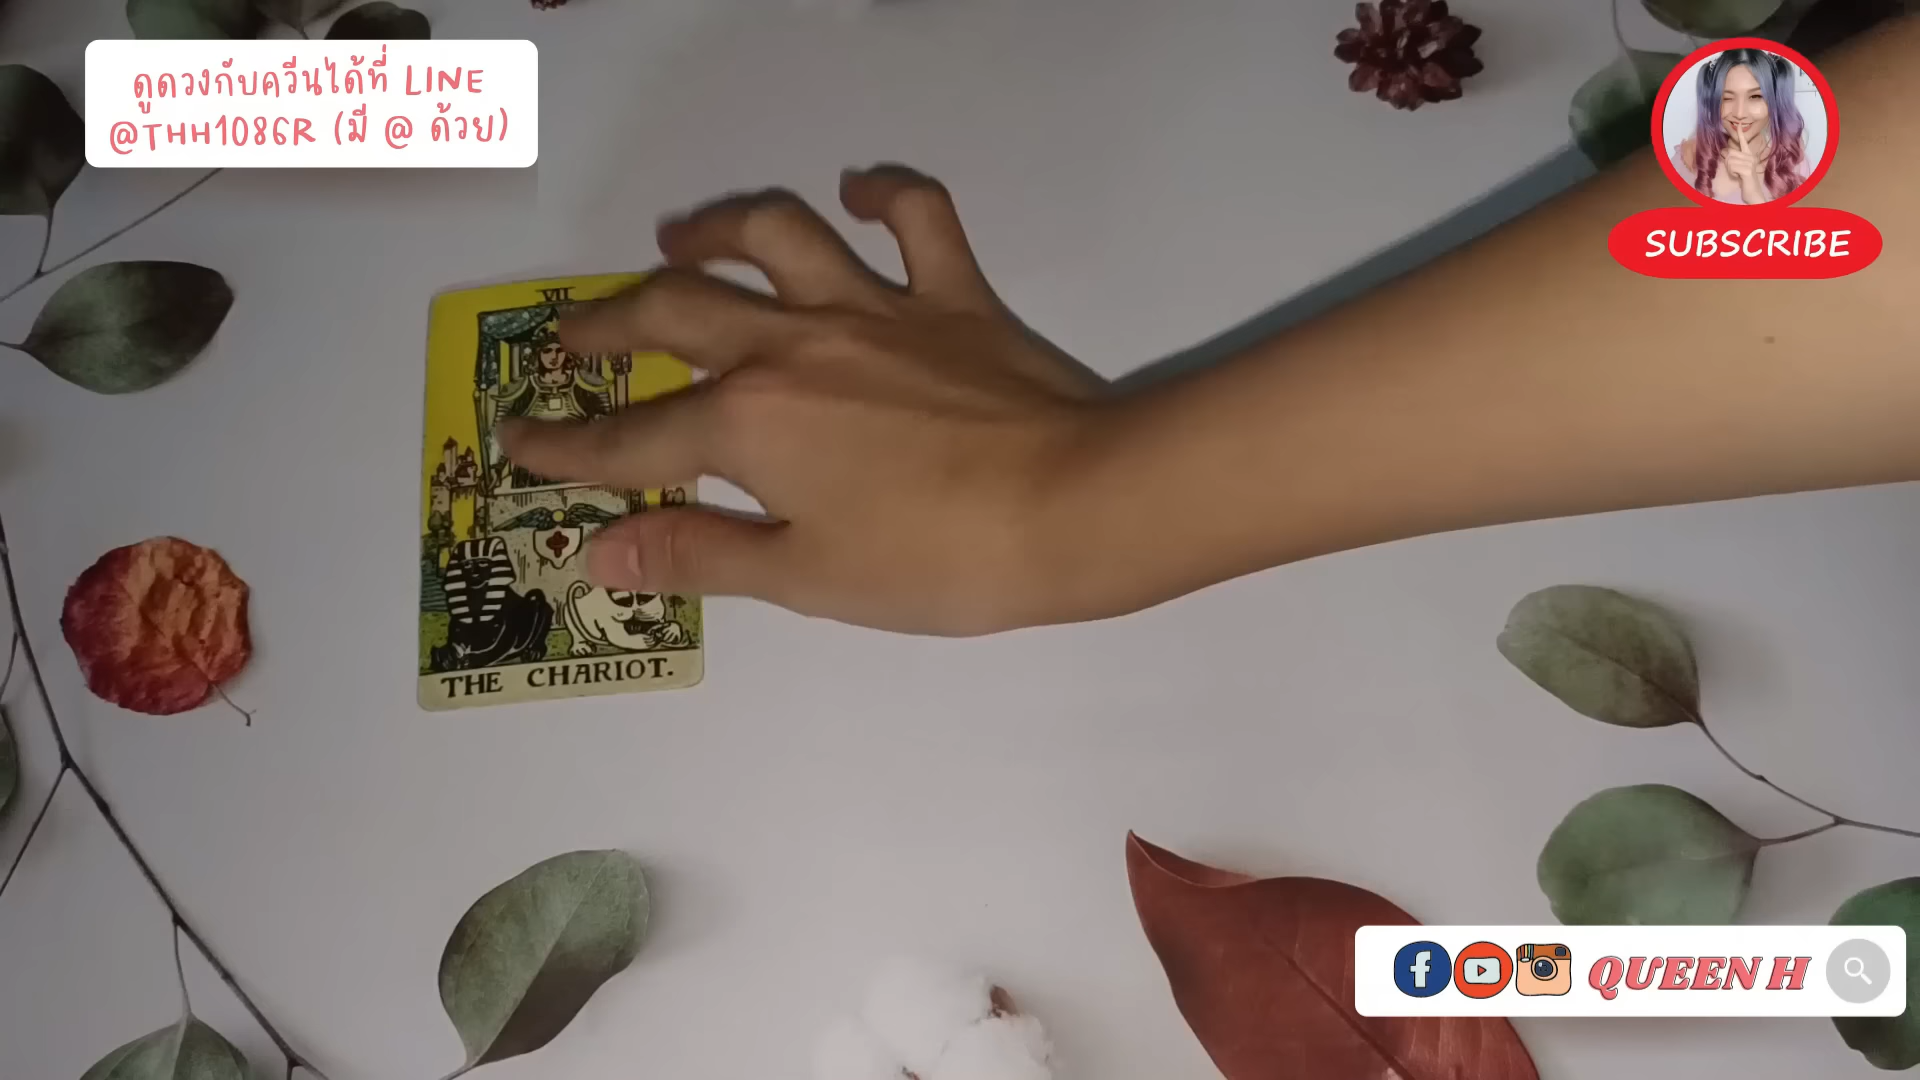 ดูดวงกับควีนได้ที่ LINE
@THH1086R (มี @ ด้วย)
SUBSCRIBE
VII
THE CHARIOT.
QUEEN H